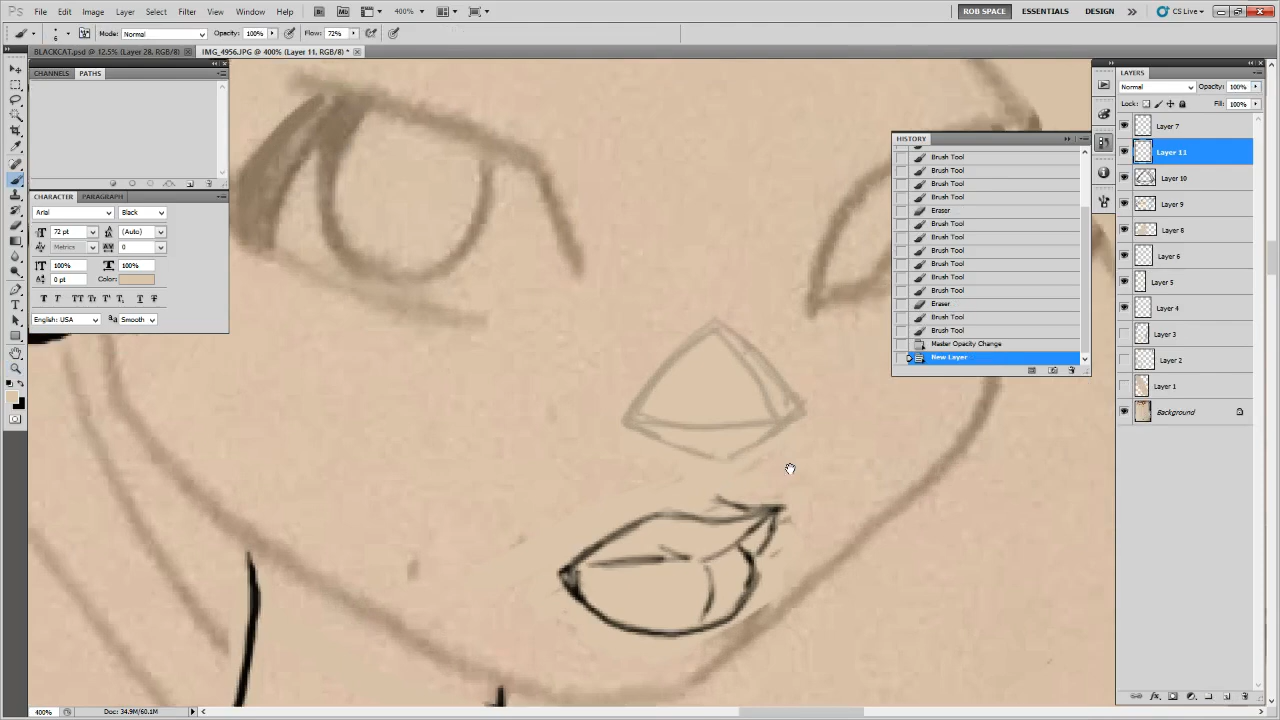 Ps File Edit Image Layer Select Filter View Window Help Br Mb 400% ROB SPACE ESSENTIALS DESIGN CS Live
6 Mode: Normal Opacity: 100% Flow: 72%
BLACKCAT.psd @ 12.5% (Layer 28, RGB/8) IMG_4956.JPG @ 400% (Layer 11, RGB/8) *
CHANNELS PATHS
CHARACTER PARAGRAPH
Arial Black
72 pt (Auto)
Metrics 0
100% 100%
0 pt Color:
English: USA Smooth
HISTORY
Brush Tool
Brush Tool
Brush Tool
Brush Tool
Eraser
Brush Tool
Brush Tool
Brush Tool
Brush Tool
Brush Tool
Brush Tool
Eraser
Brush Tool
Brush Tool
Master Opacity Change
New Layer
LAYERS
Normal Opacity: 100%
Lock: Fill: 100%
Layer 7
Layer 11
Layer 10
Layer 9
Layer 8
Layer 6
Layer 5
Layer 4
Layer 3
Layer 2
Layer 1
Background
400% Doc: 34.9M/60.1M